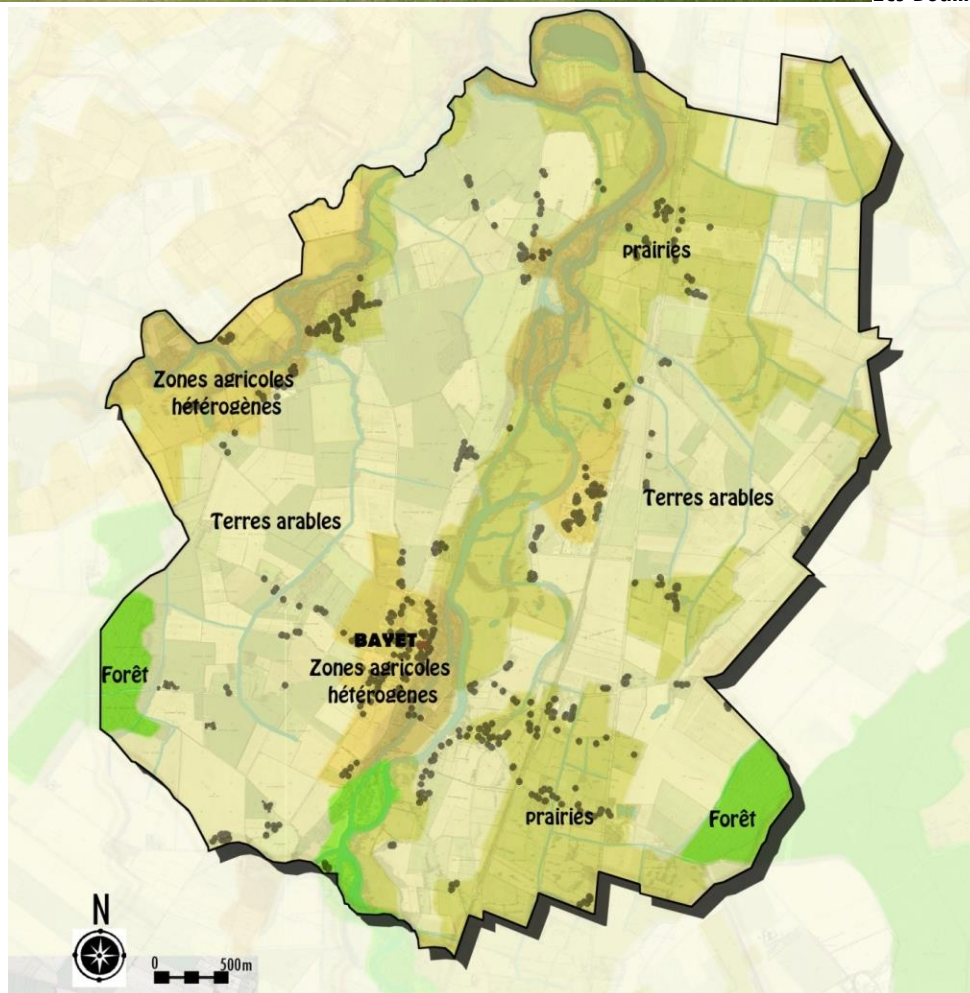 prairies
Zones agricoles
hétérogènes
Terres arables
Terres arables
BAYET
Zones agricoles
hétérogènes
Forêt
prairies
Forêt
N
0 500m